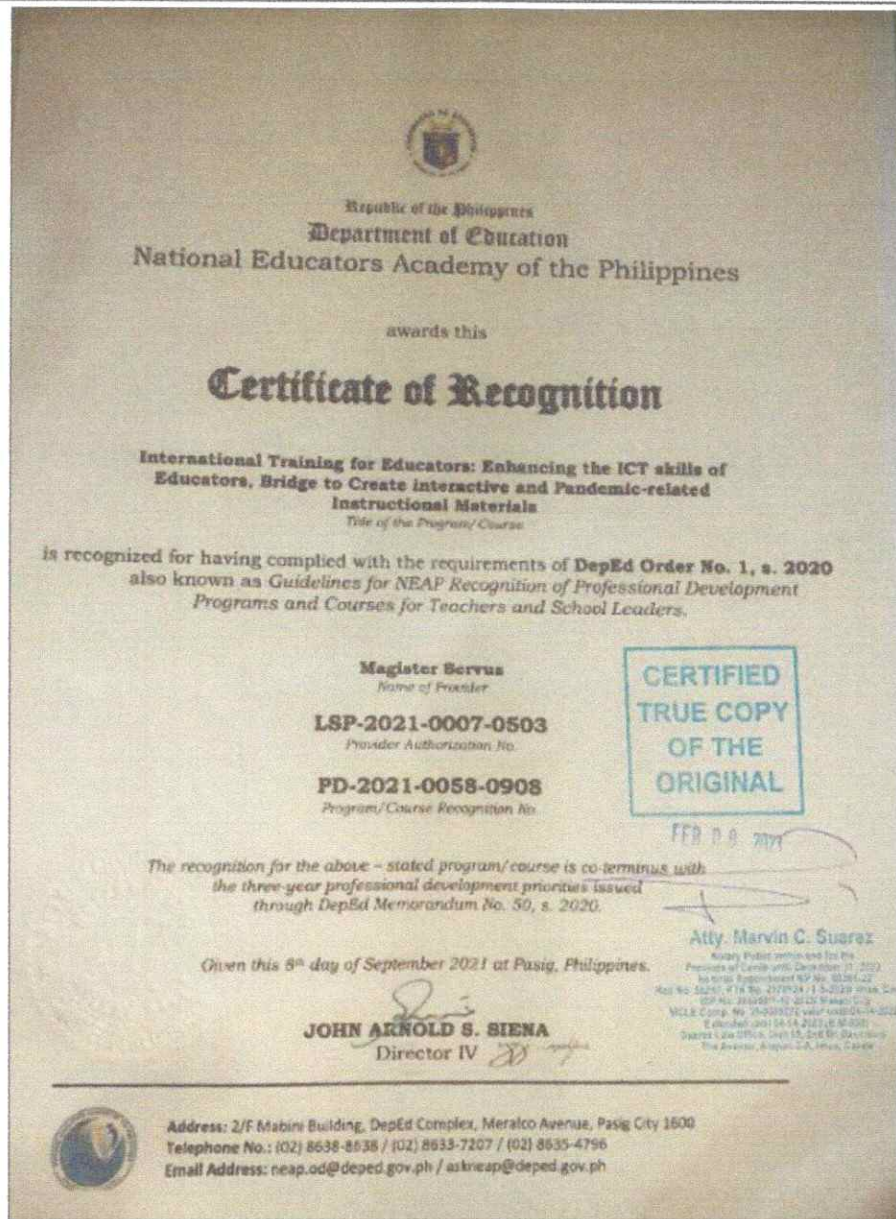 Republic of the Philippines
Department of Education
National Educators Academy of the Philippines
awards this
Certificate of Recognition
International Training for Educators: Enhancing the ICT skills of
Educators, Bridge to Create interactive and Pandemic-related
Instructional Materials
Title of the Program/Course
is recognized for having complied with the requirements of DepEd Order No. 1, s. 2020
also known as Guidelines for NEAP Recognition of Professional Development
Programs and Courses for Teachers and School Leaders.
Magister Servus
Name of Provider
LSP-2021-0007-0503
Provider Authorization No.
PD-2021-0058-0908
Program/Course Recognition No.
CERTIFIED
TRUE COPY
OF THE
ORIGINAL
FEB
The recognition for the above – stated program/course is co-terminus with
the three-year professional development priorities issued
through DepEd Memorandum No. 50, s. 2020.
Given this 8th day of September 2021 at Pasig, Philippines.
Atty. Marvin C. Suarez
Notary Public
JOHN ARNOLD S. SIENA
Director IV
Address: 2/F Mabini Building, DepEd Complex, Meralco Avenue, Pasig City 1600
Telephone No.: (02) 8638-8638 / (02) 8633-7207 / (02) 8635-4796
Email Address: neap.od@deped.gov.ph / askneap@deped.gov.ph